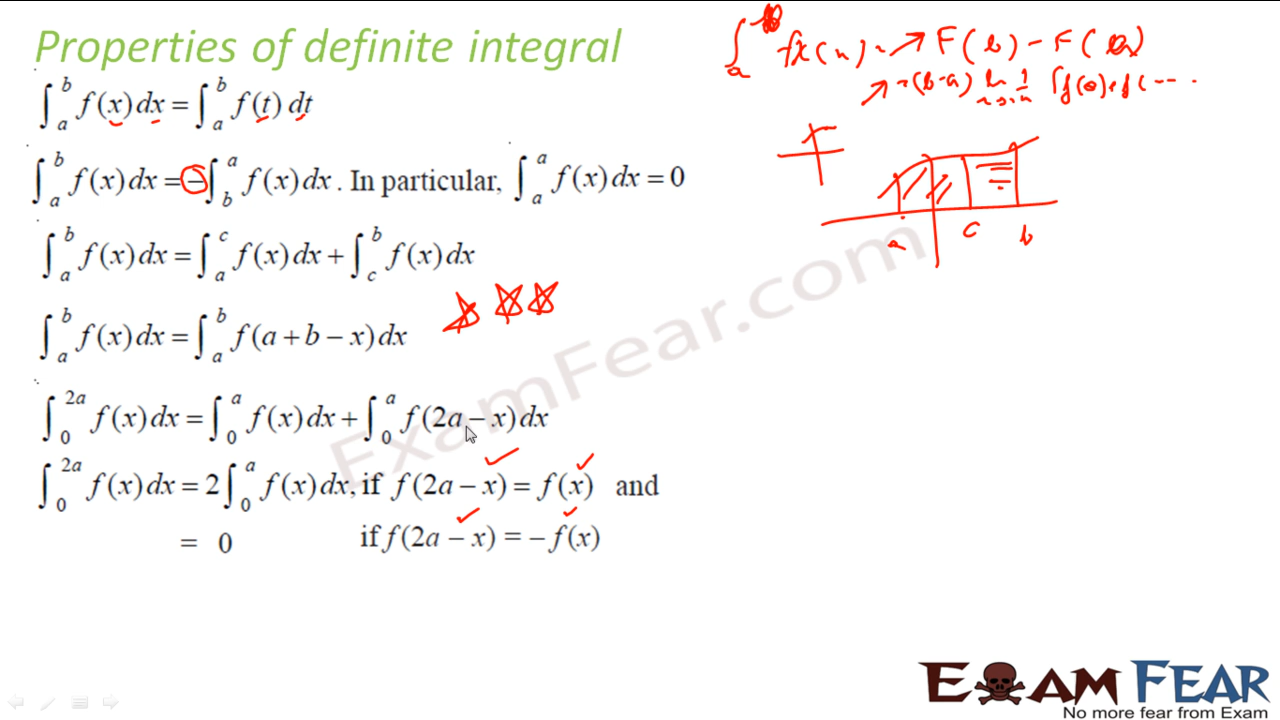 Properties of definite integral
∫_a^b f(x) dx = ∫_a^b f(t) dt
∫_a^b f(x) dx = −∫_b^a f(x) dx . In particular, ∫_a^a f(x) dx = 0
∫_a^b f(x) dx = ∫_a^c f(x) dx + ∫_c^b f(x) dx
∫_a^b f(x) dx = ∫_a^b f(a + b − x) dx
∫_0^2a f(x) dx = ∫_0^a f(x) dx + ∫_0^a f(2a − x) dx
∫_0^2a f(x) dx = 2∫_0^a f(x) dx, if f(2a − x) = f(x) and
= 0 if f(2a − x) = − f(x)
F(b) − F(a)
(b-a)
a c b
ExamFear.com
EXAM FEAR
No more fear from Exam